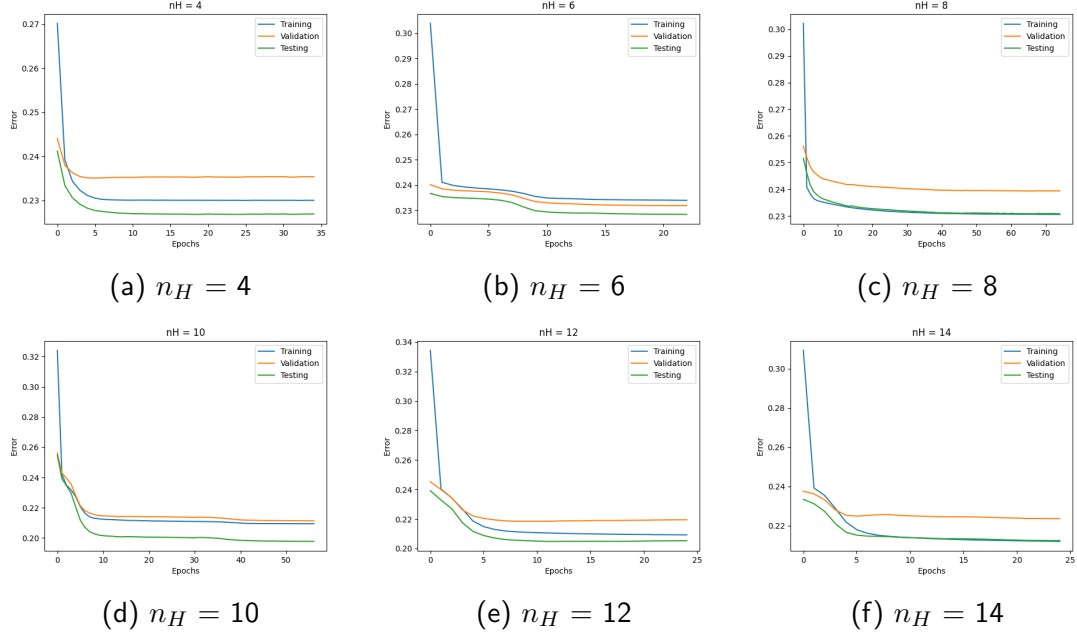 nH = 4
0.27
0.26
0.25
0.24
0.23
Error
0 5 10 15 20 25 30 35
Epochs
Training
Validation
Testing
(a) n_H = 4
nH = 6
0.30
0.29
0.28
0.27
0.26
0.25
0.24
0.23
Error
0 5 10 15 20
Epochs
Training
Validation
Testing
(b) n_H = 6
nH = 8
0.30
0.29
0.28
0.27
0.26
0.25
0.24
0.23
Error
0 10 20 30 40 50 60 70
Epochs
Training
Validation
Testing
(c) n_H = 8
nH = 10
0.32
0.30
0.28
0.26
0.24
0.22
0.20
Error
0 10 20 30 40 50
Epochs
Training
Validation
Testing
(d) n_H = 10
nH = 12
0.34
0.32
0.30
0.28
0.26
0.24
0.22
0.20
Error
0 5 10 15 20 25
Epochs
Training
Validation
Testing
(e) n_H = 12
nH = 14
0.30
0.28
0.26
0.24
0.22
Error
0 5 10 15 20 25
Epochs
Training
Validation
Testing
(f) n_H = 14